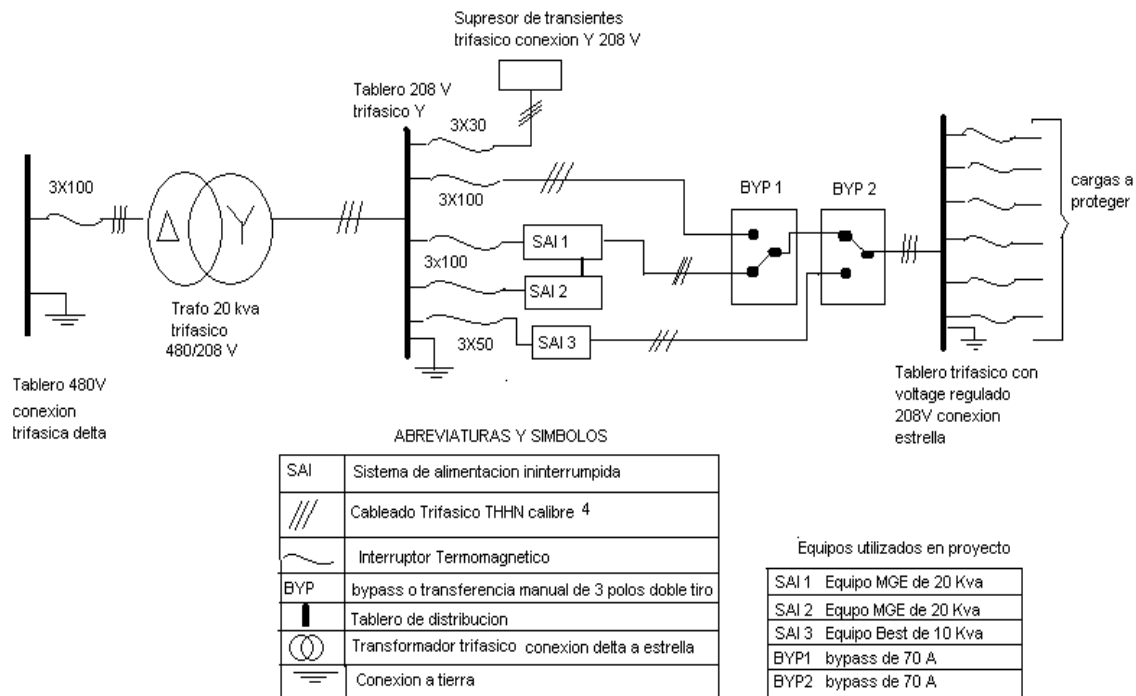 Supresor de transientes
trifasico conexion Y 208 V
Tablero 208 V
trifasico Y
3X30
3X100
3X100
Δ
Y
BYP 1
BYP 2
cargas a
proteger
SAI 1
3x100
SAI 2
Trafo 20 kva
trifasico
480/208 V
3X50
SAI 3
Tablero 480V
conexion
trifasica delta
Tablero trifasico con
voltage regulado
208V conexion
estrella
ABREVIATURAS Y SIMBOLOS
SAI Sistema de alimentacion ininterrumpida
Cableado Trifasico THHN calibre 4
Interruptor Termomagnetico
BYP bypass o transferencia manual de 3 polos doble tiro
Tablero de distribucion
Transformador trifasico conexion delta a estrella
Conexion a tierra
Equipos utilizados en proyecto
SAI 1 Equipo MGE de 20 Kva
SAI 2 Equpo MGE de 20 Kva
SAI 3 Equipo Best de 10 Kva
BYP1 bypass de 70 A
BYP2 bypass de 70 A